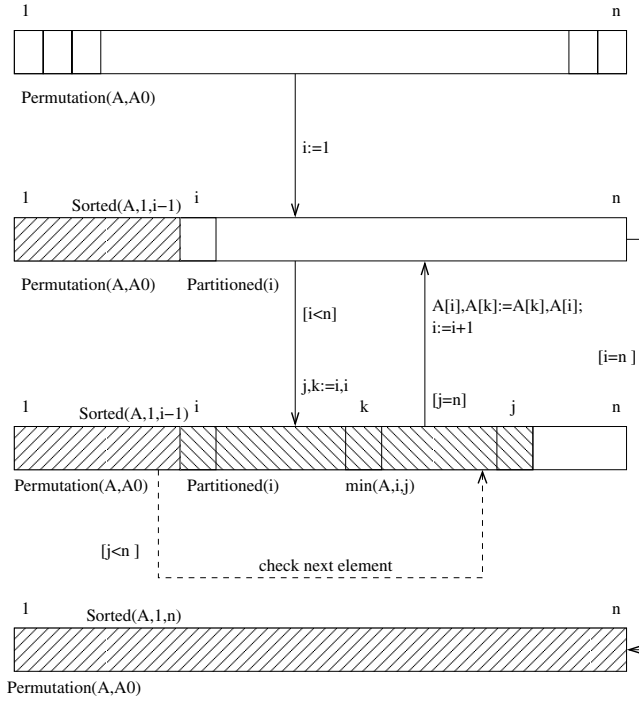 1 n
Permutation(A,A0)
i:=1
1 Sorted(A,1,i−1) i n
Permutation(A,A0) Partitioned(i)
[i<n]
A[i],A[k]:=A[k],A[i];
i:=i+1
[i=n ]
j,k:=i,i
[j=n]
1 Sorted(A,1,i−1) i k j n
Permutation(A,A0) Partitioned(i) min(A,i,j)
[j<n ]
check next element
1 Sorted(A,1,n) n
Permutation(A,A0)